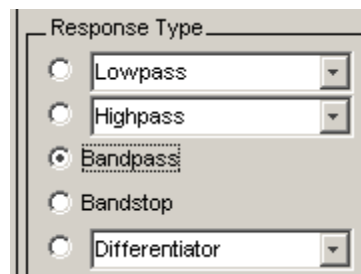 Response Type
Lowpass
Highpass
Bandpass
Bandstop
Differentiator